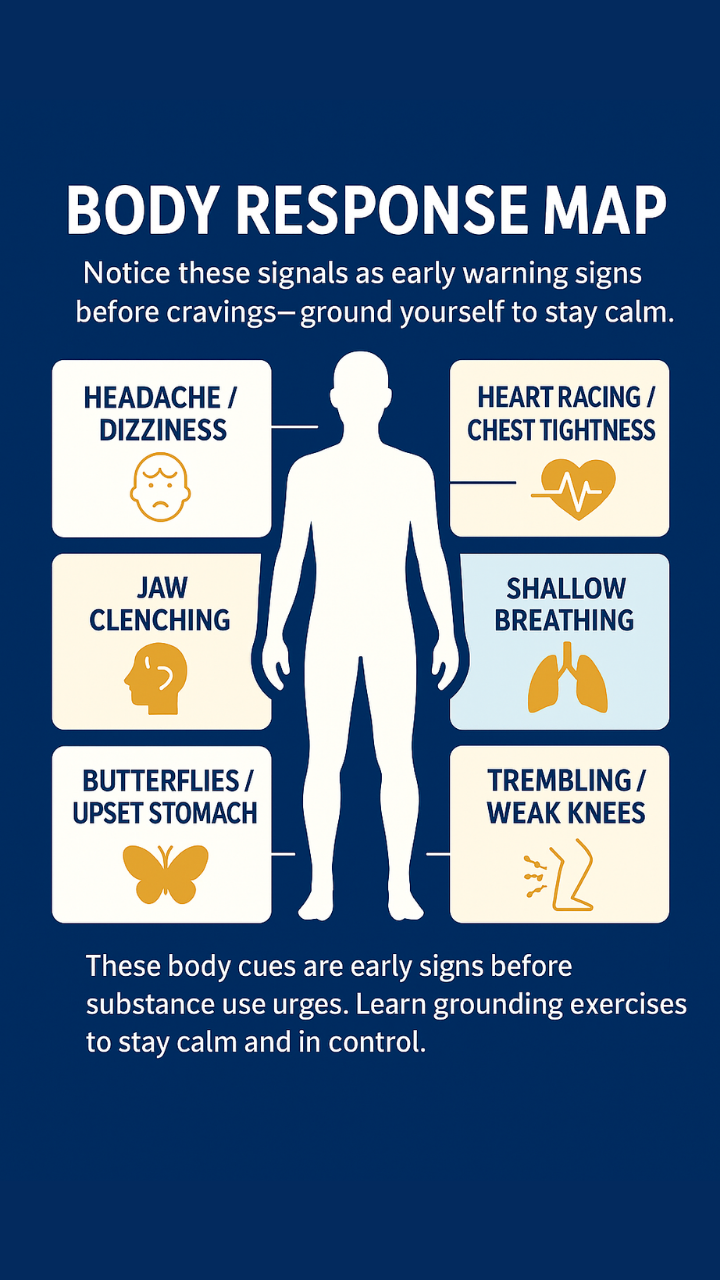 BODY RESPONSE MAP
Notice these signals as early warning signs
before cravings—ground yourself to stay calm.
HEADACHE /
DIZZINESS
HEART RACING /
CHEST TIGHTNESS
JAW
CLENCHING
SHALLOW
BREATHING
BUTTERFLIES /
UPSET STOMACH
TREMBLING /
WEAK KNEES
These body cues are early signs before
substance use urges. Learn grounding exercises
to stay calm and in control.